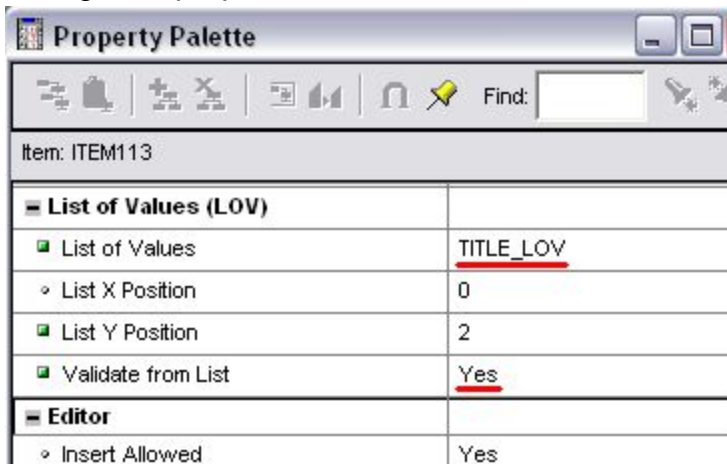 Property Palette
Find:
Item: ITEM113
List of Values (LOV)
List of Values TITLE_LOV
List X Position 0
List Y Position 2
Validate from List Yes
Editor
Insert Allowed Yes